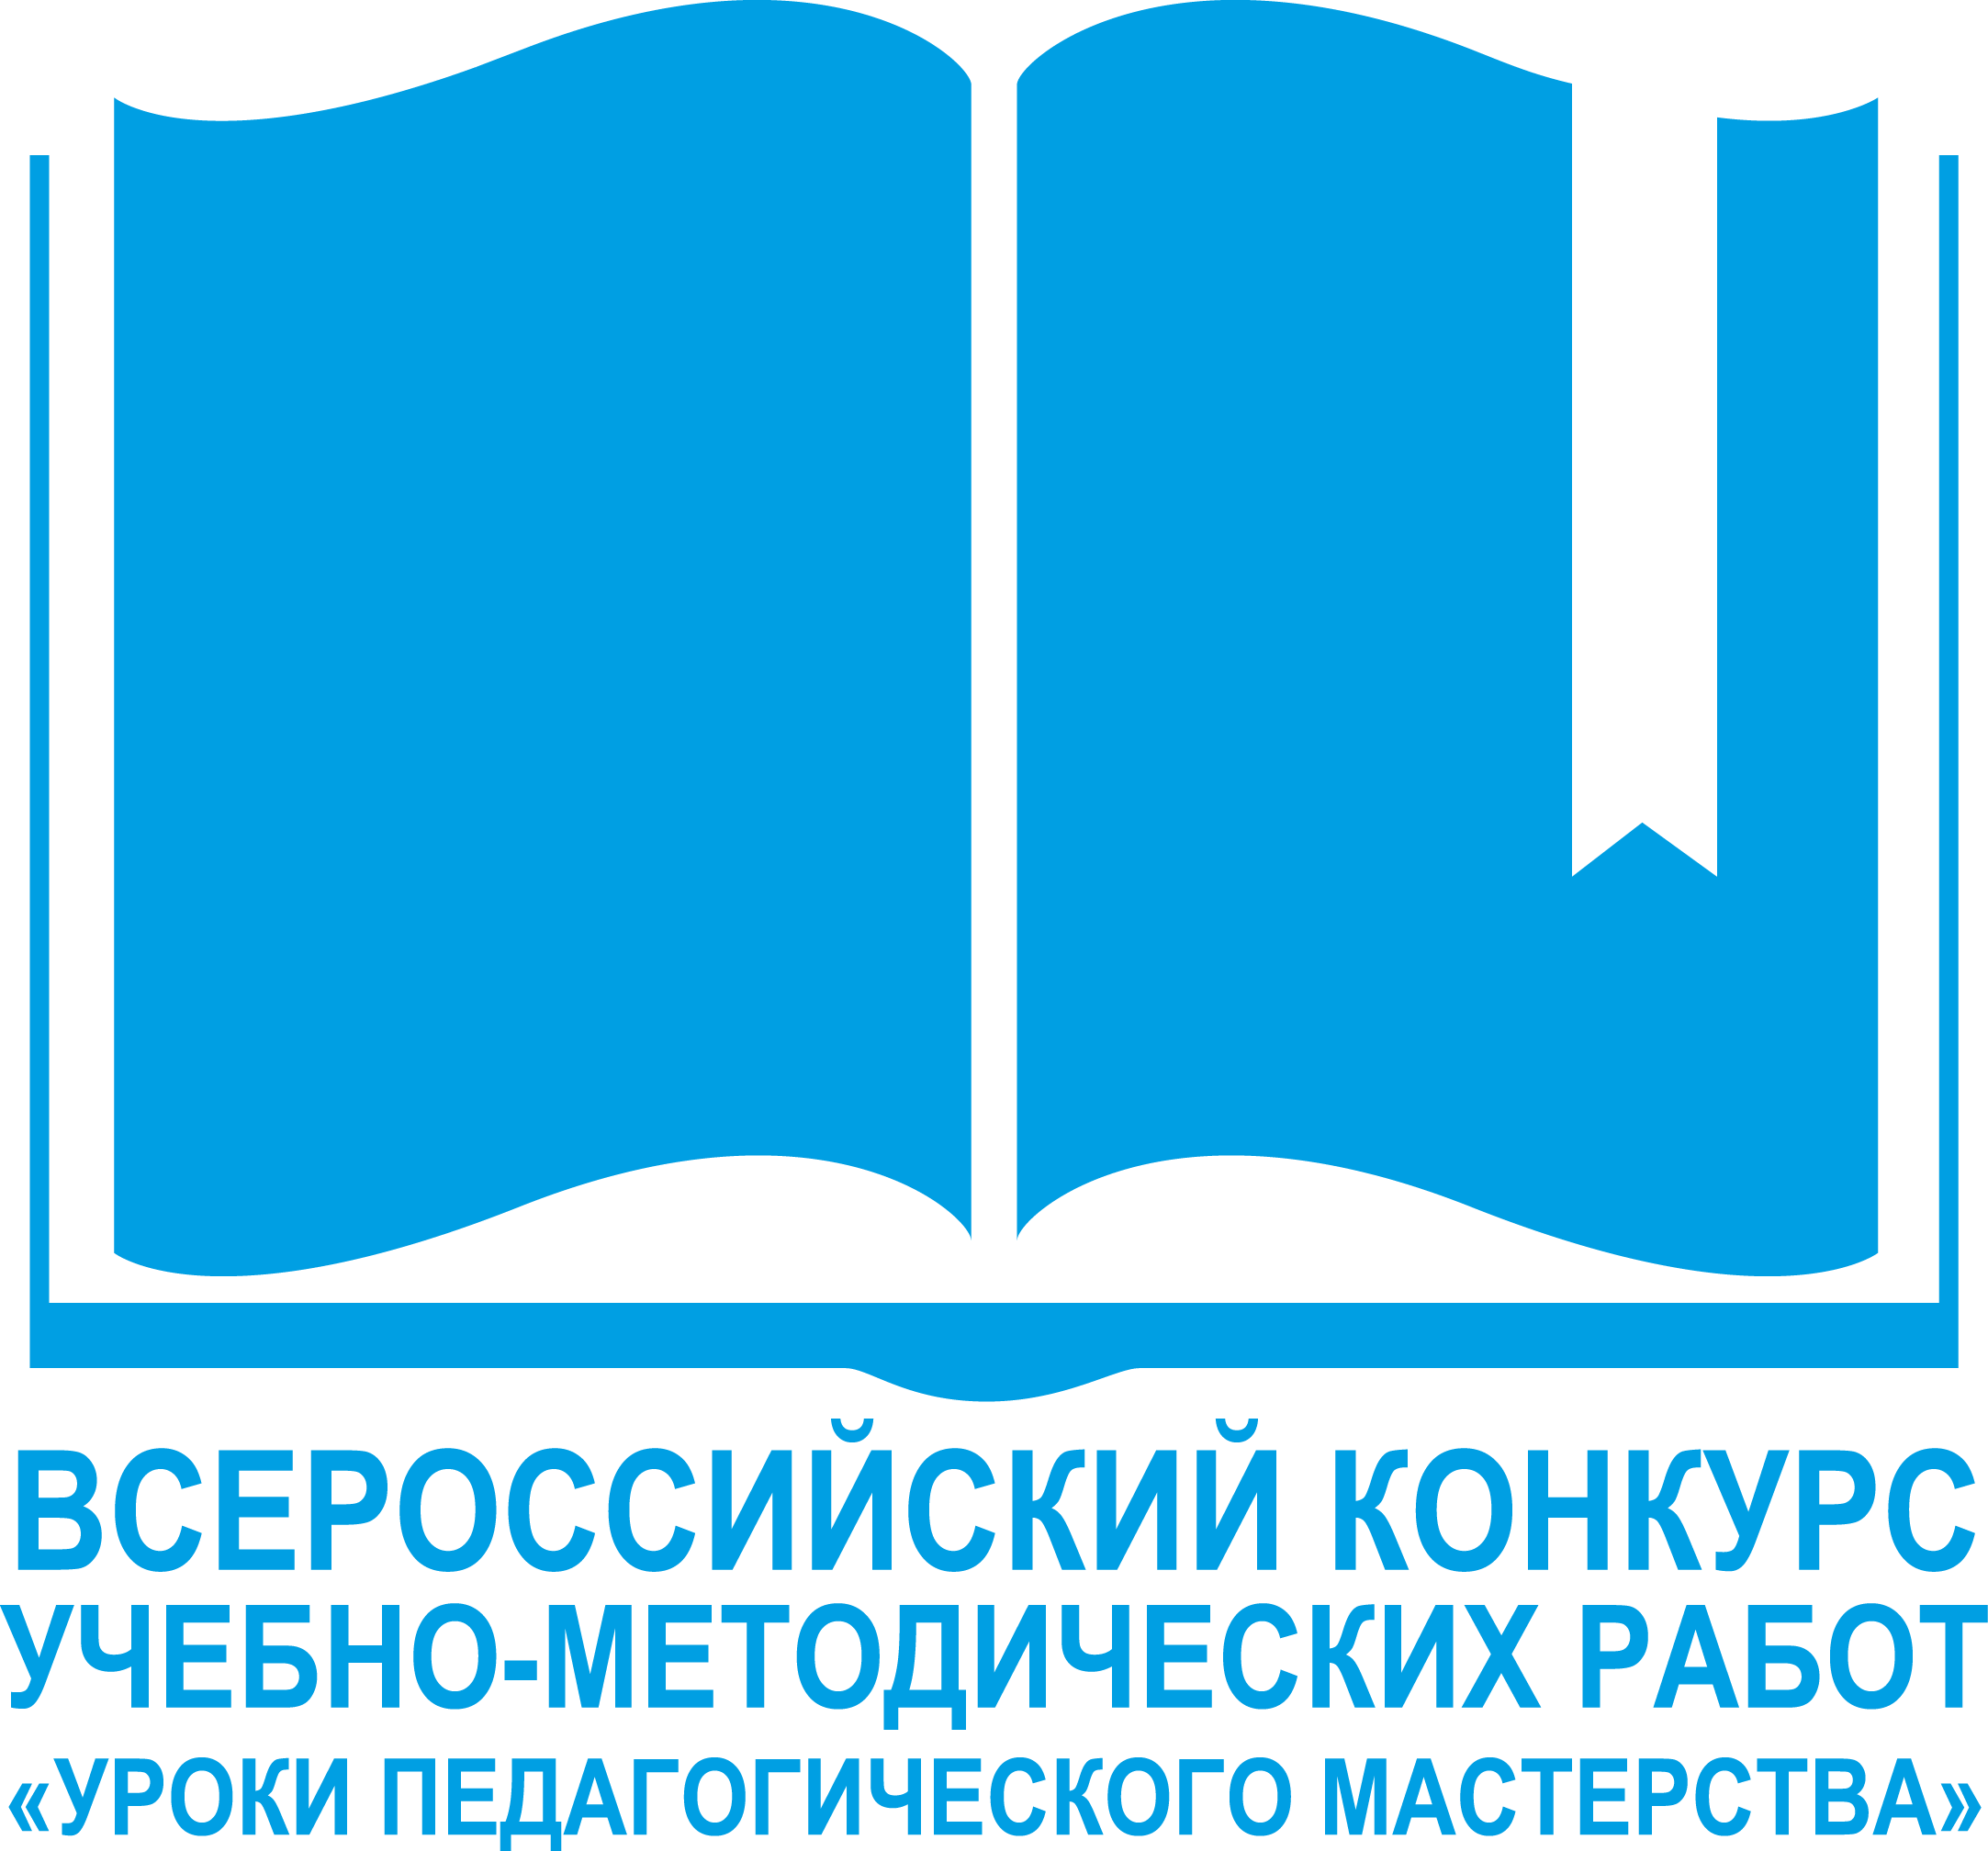 ВСЕРОССИЙСКИЙ КОНКУРС
УЧЕБНО-МЕТОДИЧЕСКИХ РАБОТ
«УРОКИ ПЕДАГОГИЧЕСКОГО МАСТЕРСТВА»